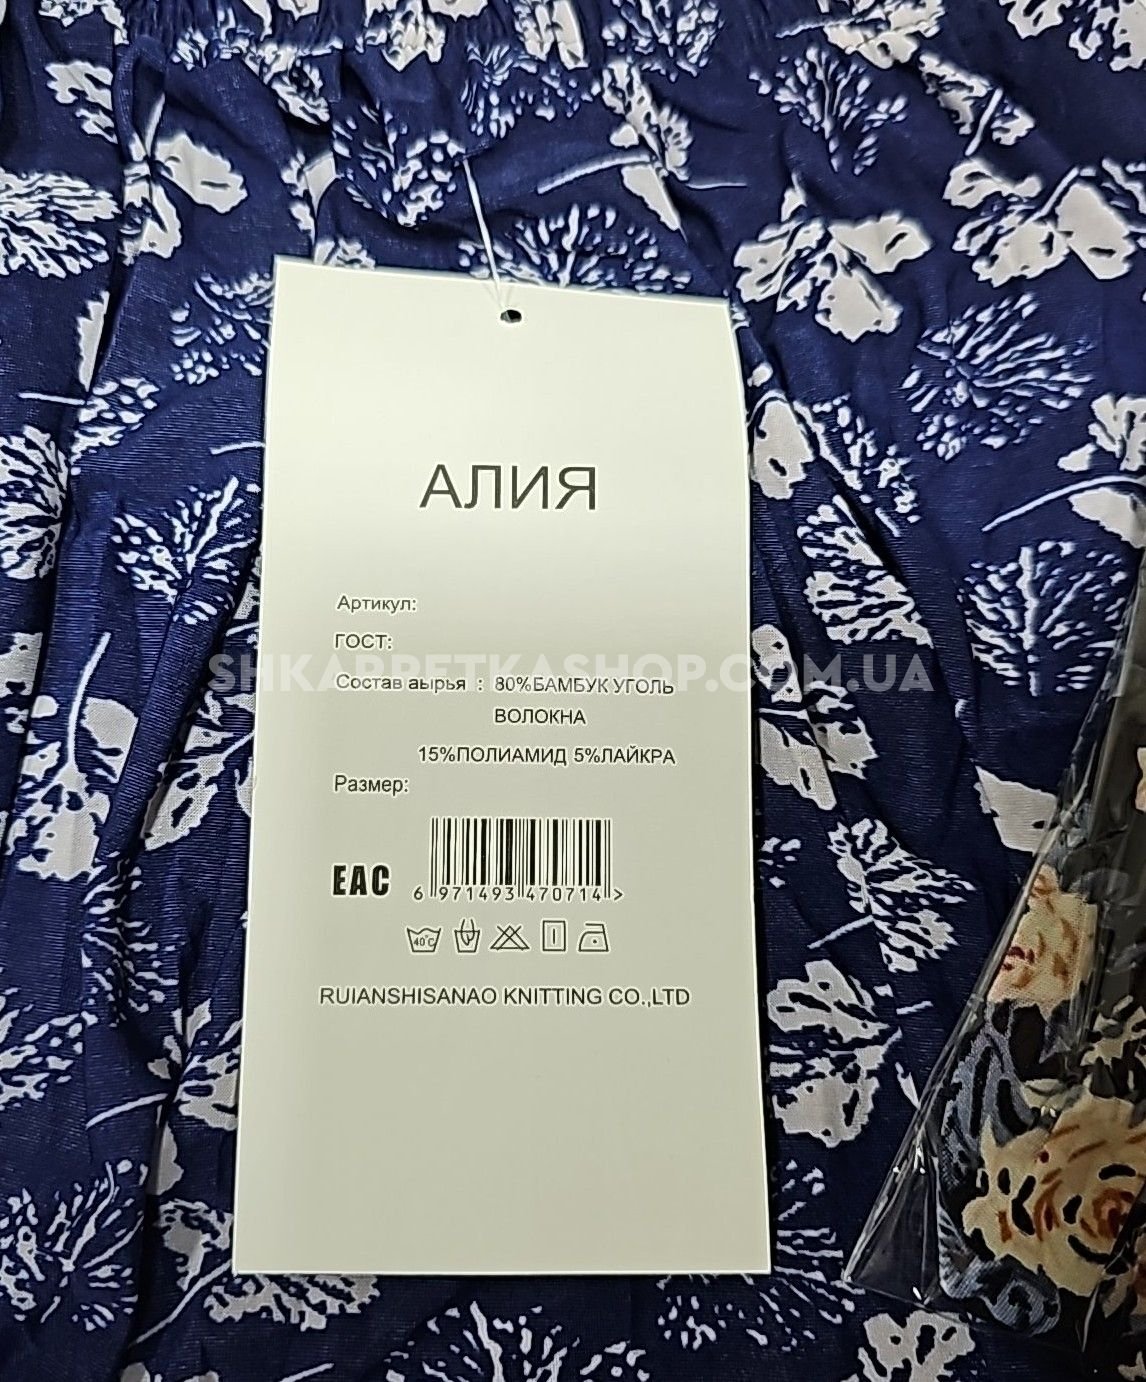 АЛИЯ
Артикул:
ГОСТ:
SHKARPETKASHOP.COM.UA
Состав аырья : 80%БАМБУК УГОЛЬ
ВОЛОКНА
15%ПОЛИАМИД 5%ЛАЙКРА
Размер:
EAC
6 971493 470714 >
40°C
RUIANSHISANAO KNITTING CO.,LTD